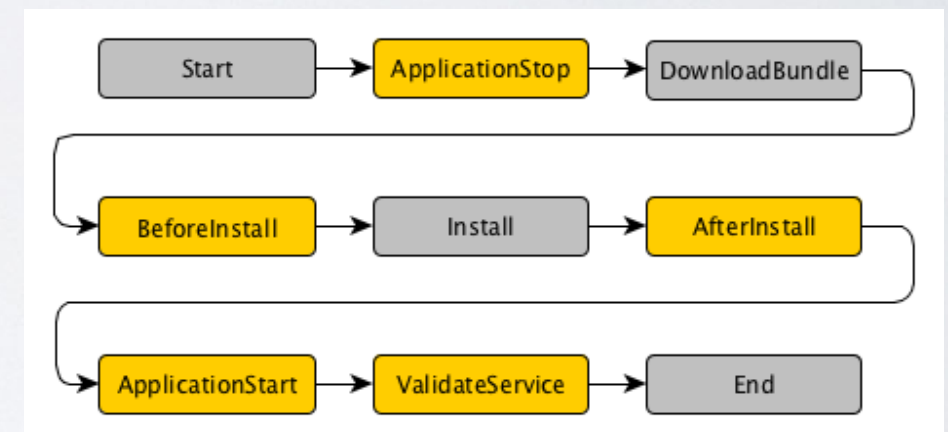 Start
ApplicationStop
DownloadBundle
BeforeInstall
Install
AfterInstall
ApplicationStart
ValidateService
End